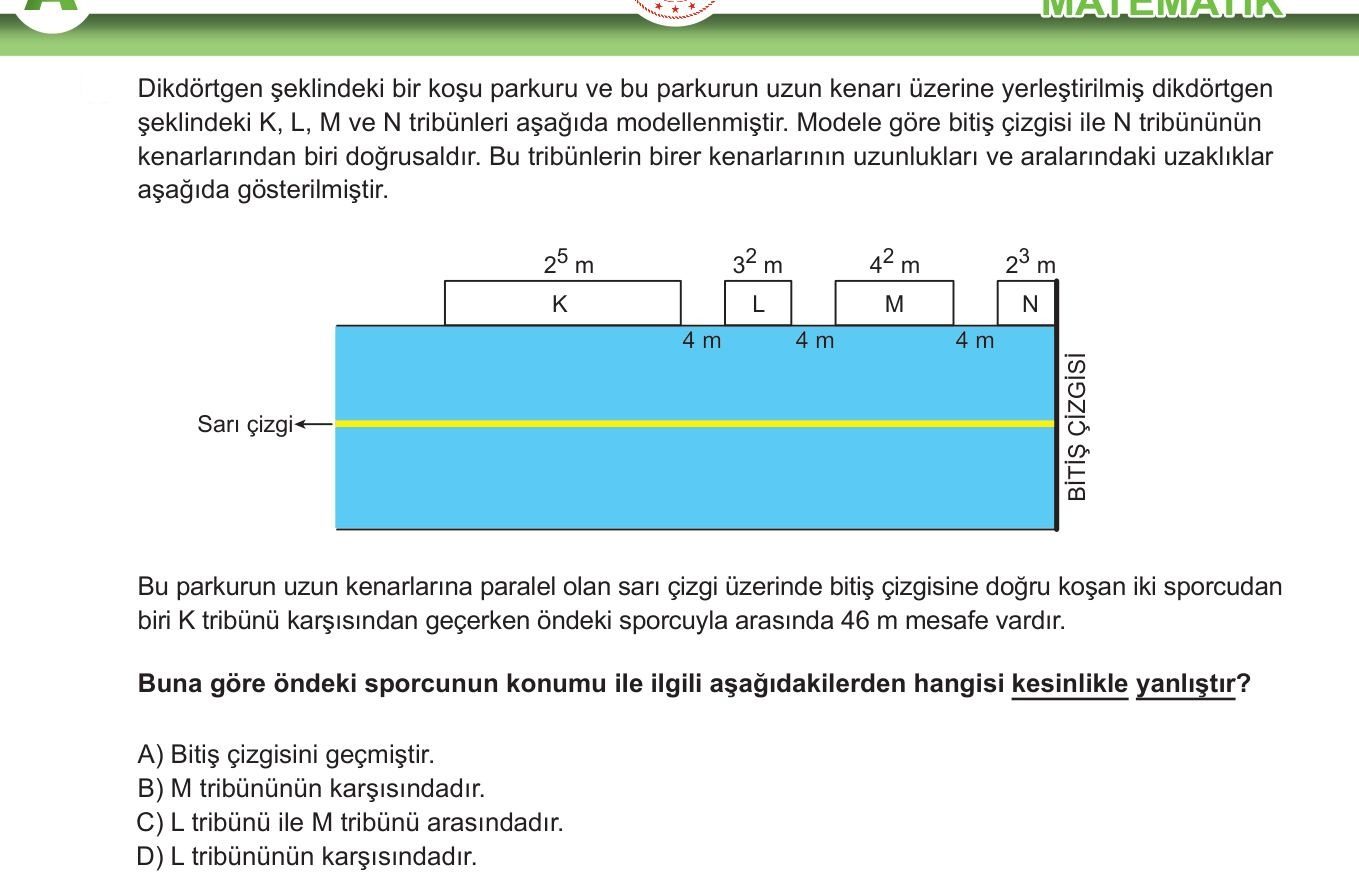 A
MATEMATİK
Dikdörtgen şeklindeki bir koşu parkuru ve bu parkurun uzun kenarı üzerine yerleştirilmiş dikdörtgen
şeklindeki K, L, M ve N tribünleri aşağıda modellenmiştir. Modele göre bitiş çizgisi ile N tribününün
kenarlarından biri doğrusaldır. Bu tribünlerin birer kenarlarının uzunlukları ve aralarındaki uzaklıklar
aşağıda gösterilmiştir.
2⁵ m 3² m 4² m 2³ m
K L M N
4 m 4 m 4 m
BİTİŞ ÇİZGİSİ
Sarı çizgi
Bu parkurun uzun kenarlarına paralel olan sarı çizgi üzerinde bitiş çizgisine doğru koşan iki sporcudan
biri K tribünü karşısından geçerken öndeki sporcuyla arasında 46 m mesafe vardır.
Buna göre öndeki sporcunun konumu ile ilgili aşağıdakilerden hangisi kesinlikle yanlıştır?
A) Bitiş çizgisini geçmiştir.
B) M tribününün karşısındadır.
C) L tribünü ile M tribünü arasındadır.
D) L tribününün karşısındadır.